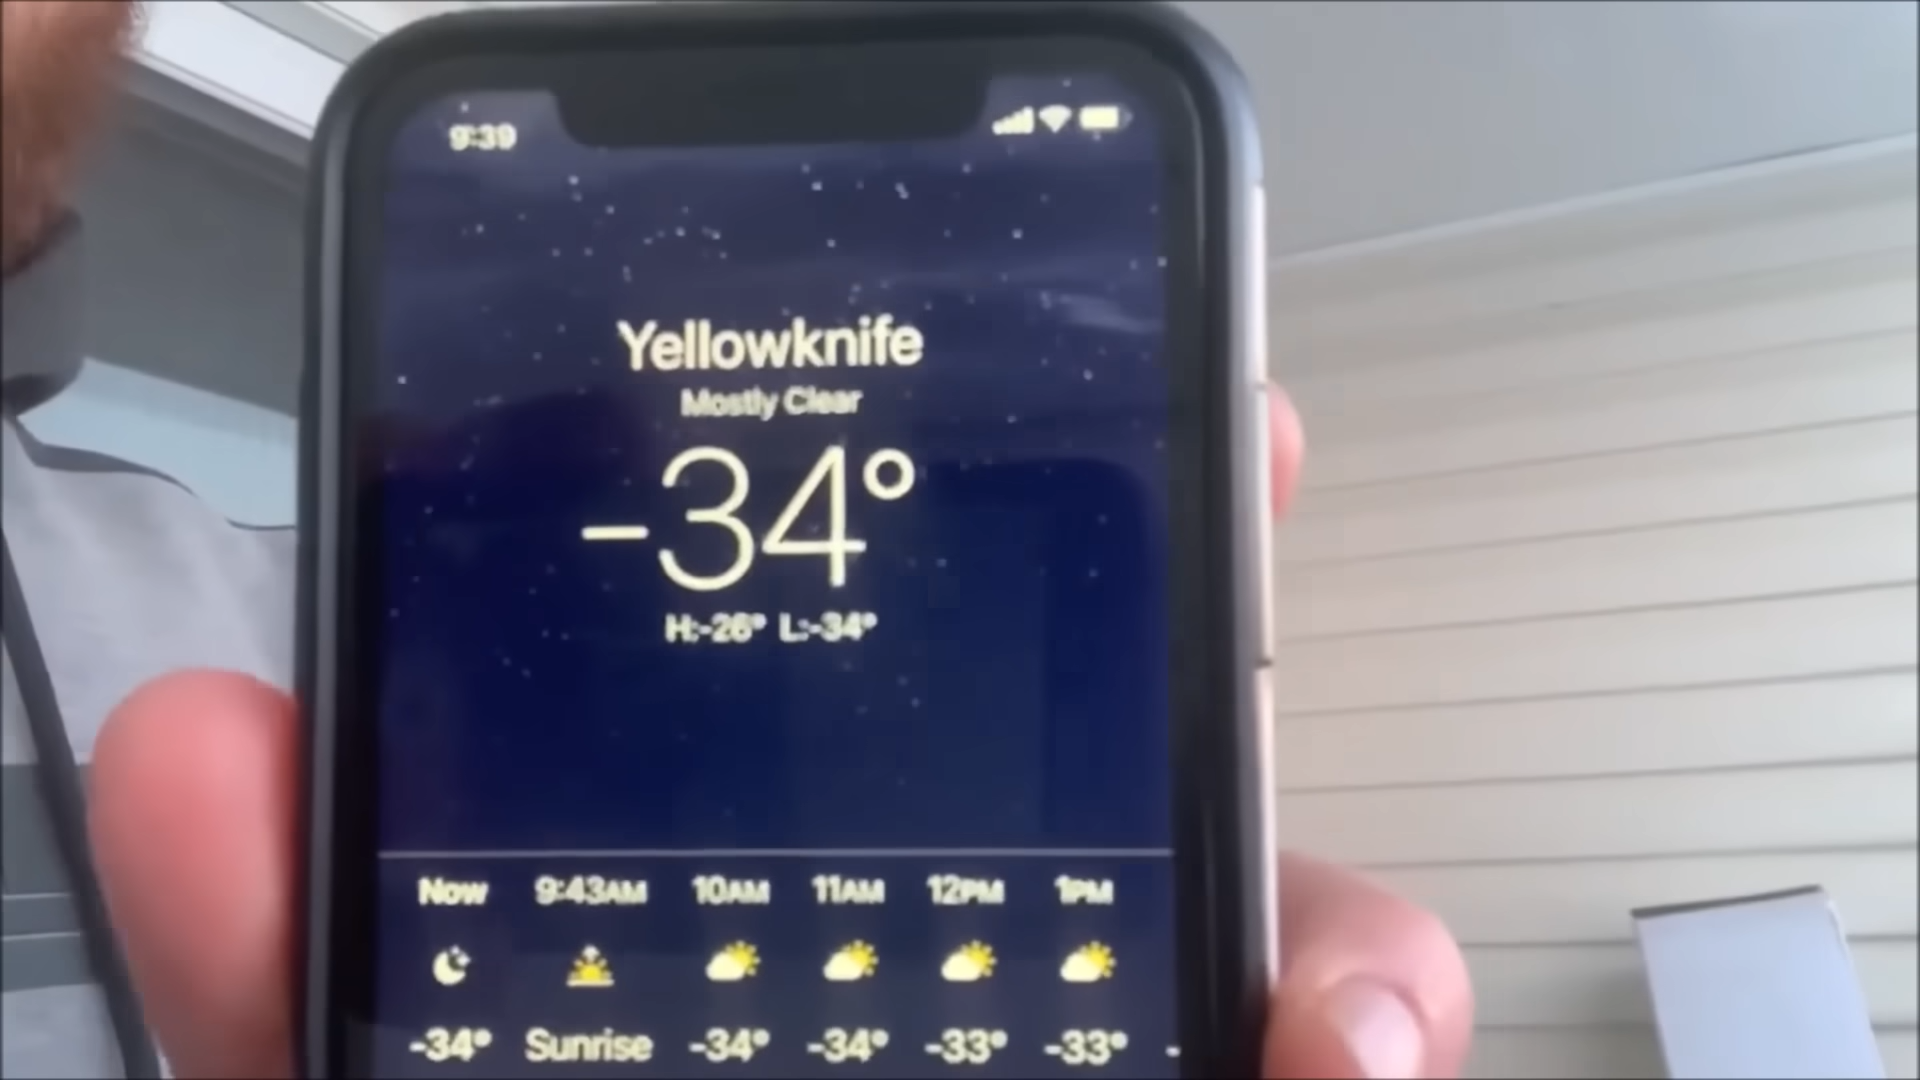 9:39
Yellowknife
Mostly Clear
-34°
H:-26° L:-34°
Now 9:43AM 10AM 11AM 12PM 1PM
-34° Sunrise -34° -34° -33° -33° -